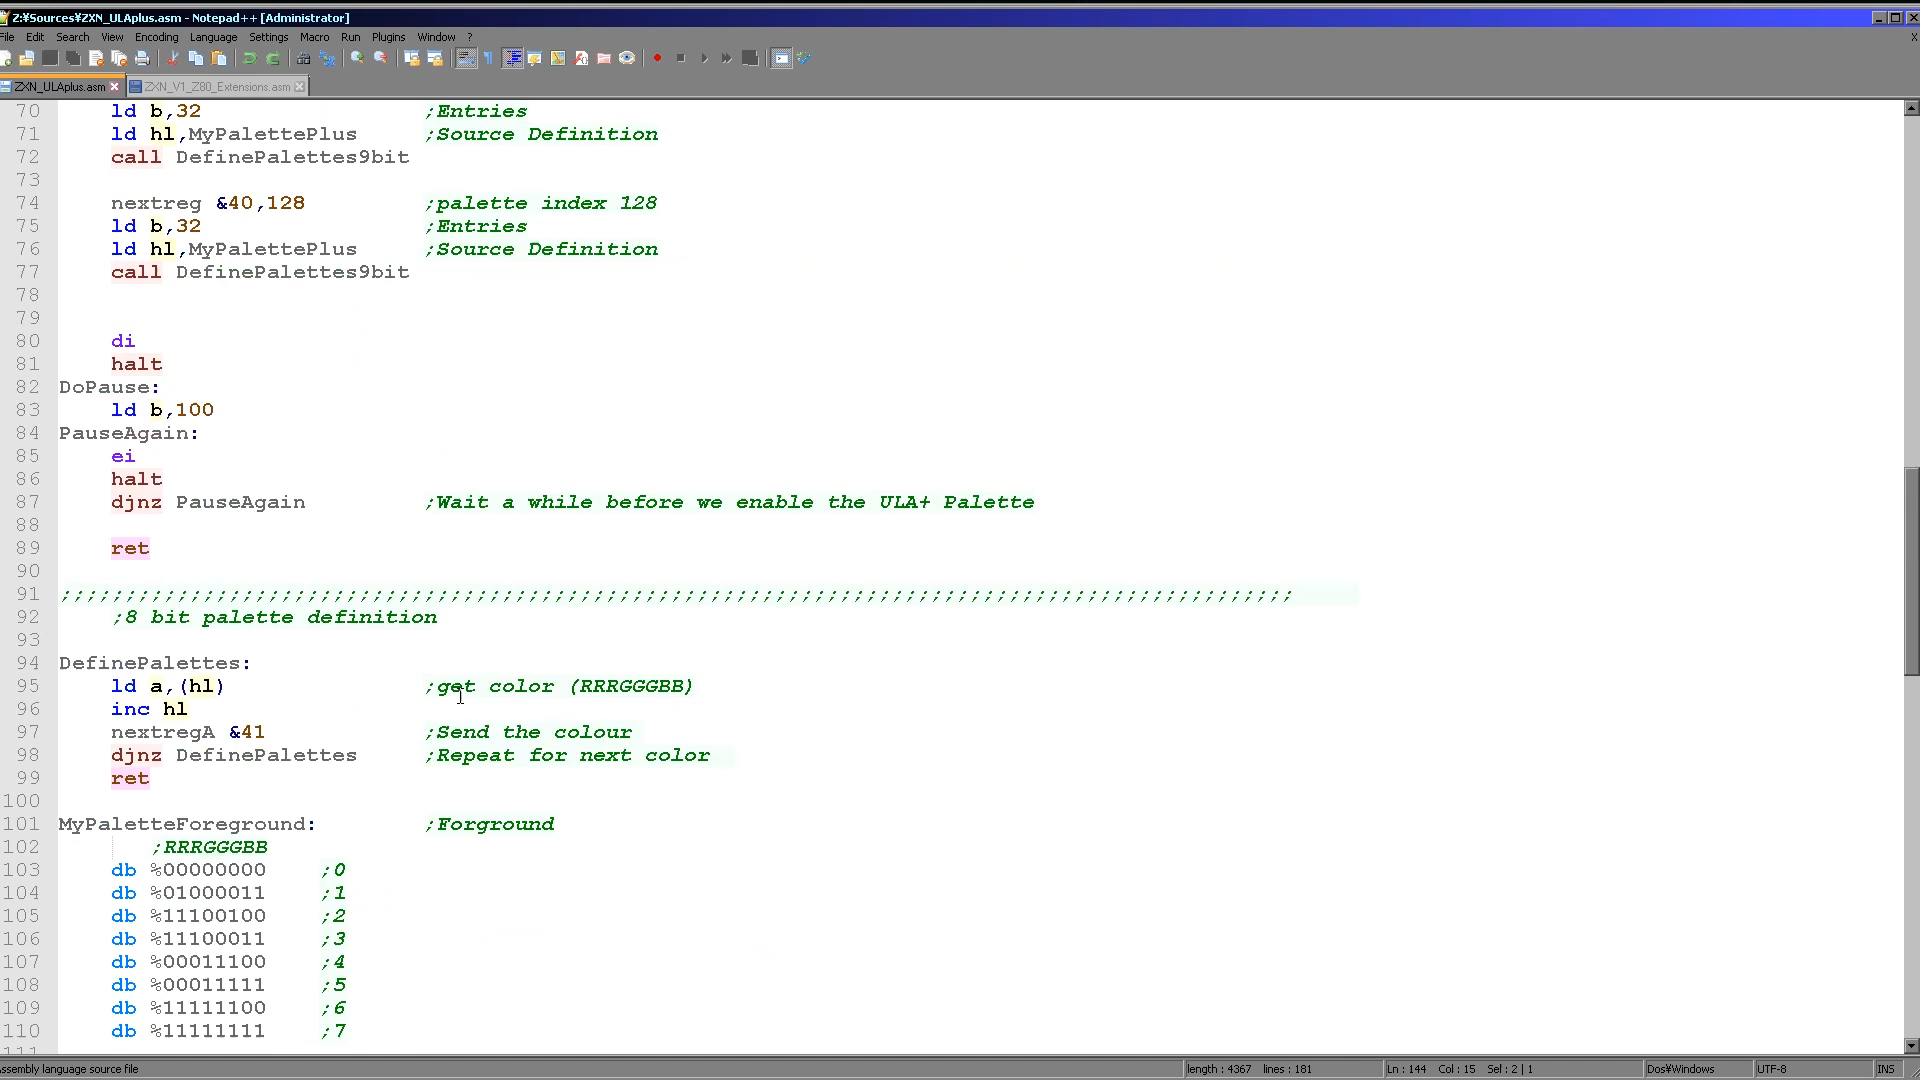 Z:¥Sources¥ZXN_ULAplus.asm - Notepad++ [Administrator]
File Edit Search View Encoding Language Settings Macro Run Plugins Window ? X
ZXN_ULAplus.asm ZXN_V1_Z80_Extensions.asm
70 ld b,32 ;Entries
71 ld hl,MyPalettePlus ;Source Definition
72 call DefinePalettes9bit
73
74 nextreg &40,128 ;palette index 128
75 ld b,32 ;Entries
76 ld hl,MyPalettePlus ;Source Definition
77 call DefinePalettes9bit
78
79
80 di
81 halt
82 DoPause:
83 ld b,100
84 PauseAgain:
85 ei
86 halt
87 djnz PauseAgain ;Wait a while before we enable the ULA+ Palette
88
89 ret
90
91 ;;;;;;;;;;;;;;;;;;;;;;;;;;;;;;;;;;;;;;;;;;;;;;;;;;;;;;;;;;;;;;;;;;;;;;;;;;;;;;;;;;;;;;;;;;;;;;;
92 ;8 bit palette definition
93
94 DefinePalettes:
95 ld a,(hl) ;get color (RRRGGGBB)
96 inc hl
97 nextregA &41 ;Send the colour
98 djnz DefinePalettes ;Repeat for next color
99 ret
100
101 MyPaletteForeground: ;Forground
102 ;RRRGGGBB
103 db %00000000 ;0
104 db %01000011 ;1
105 db %11100100 ;2
106 db %11100011 ;3
107 db %00011100 ;4
108 db %00011111 ;5
109 db %11111100 ;6
110 db %11111111 ;7
111
ssembly language source file length : 4367 lines : 181 Ln : 144 Col : 15 Sel : 2 | 1 Dos¥Windows UTF-8 INS